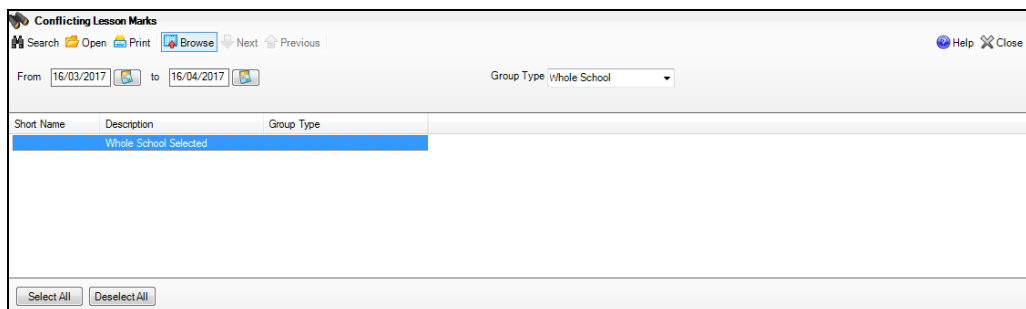 Conflicting Lesson Marks
Search Open Print Browse Next Previous Help Close
From 16/03/2017 to 16/04/2017 Group Type Whole School
Short Name Description Group Type
Whole School Selected
Select All Deselect All